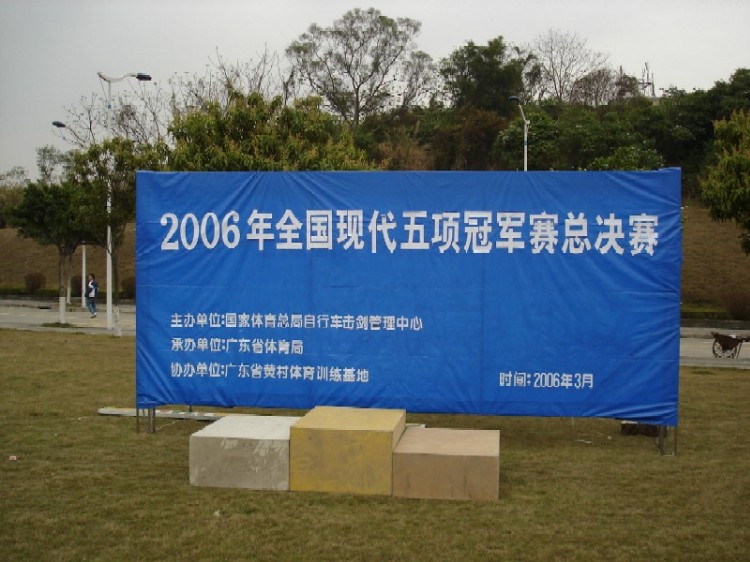 2006年全国现代五项冠军赛总决赛
主办单位:国家体育总局自行车击剑管理中心
承办单位:广东省体育局
协办单位:广东省黄村体育训练基地
时间:2006年3月